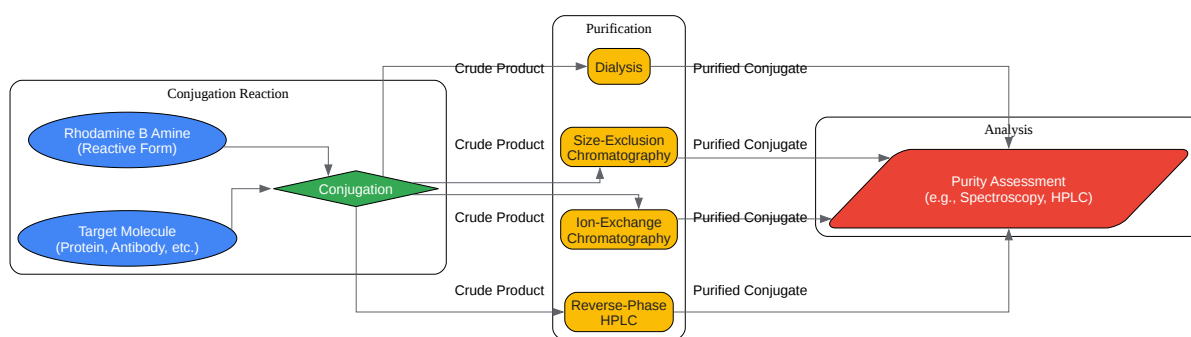 Conjugation Reaction
Rhodamine B Amine
(Reactive Form)
Target Molecule
(Protein, Antibody, etc.)
Conjugation
Crude Product
Crude Product
Crude Product
Crude Product
Purification
Dialysis
Size-Exclusion
Chromatography
Ion-Exchange
Chromatography
Reverse-Phase
HPLC
Purified Conjugate
Purified Conjugate
Purified Conjugate
Purified Conjugate
Analysis
Purity Assessment
(e.g., Spectroscopy, HPLC)